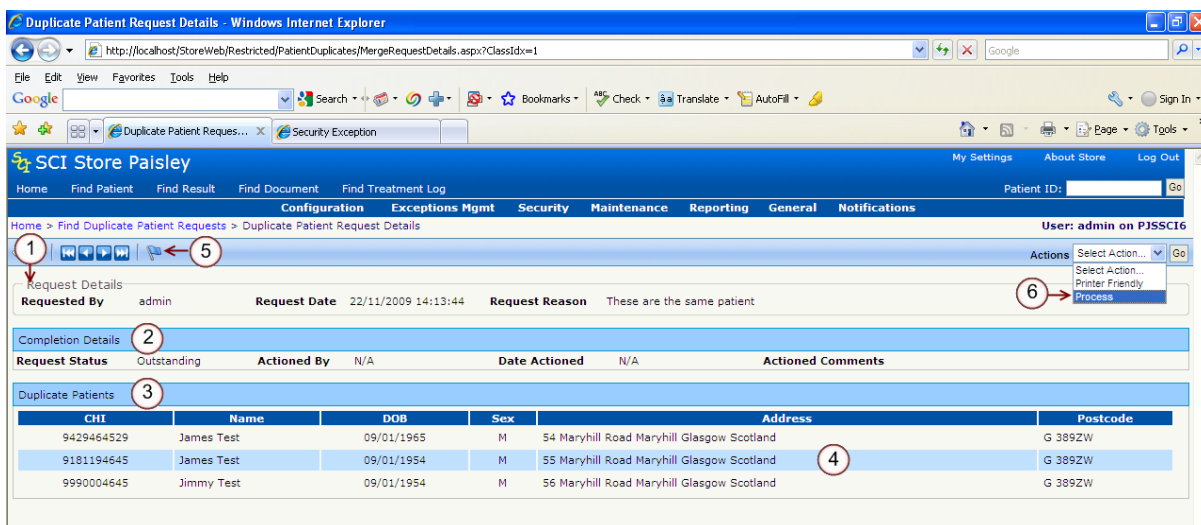 Duplicate Patient Request Details - Windows Internet Explorer
http://localhost/StoreWeb/Restricted/PatientDuplicates/MergeRequestDetails.aspx?ClassIdx=1
Google
File Edit View Favorites Tools Help
Google Search Bookmarks ABC Check Translate AutoFill Sign In
Duplicate Patient Reques... X Security Exception Page Tools
SCI Store Paisley My Settings About Store Log Out
Home Find Patient Find Result Find Document Find Treatment Log Patient ID: Go
Configuration Exceptions Mgmt Security Maintenance Reporting General Notifications
Home > Find Duplicate Patient Requests > Duplicate Patient Request Details User: admin on PJSSCI6
1 5 Actions Select Action... Go
Select Action...
Printer Friendly
6 Process
Request Details
Requested By admin Request Date 22/11/2009 14:13:44 Request Reason These are the same patient
Completion Details 2
Request Status Outstanding Actioned By N/A Date Actioned N/A Actioned Comments
Duplicate Patients 3
CHI Name DOB Sex Address Postcode
9429464529 James Test 09/01/1965 M 54 Maryhill Road Maryhill Glasgow Scotland G 389ZW
9181194645 James Test 09/01/1954 M 55 Maryhill Road Maryhill Glasgow Scotland 4 G 389ZW
9990004645 Jimmy Test 09/01/1954 M 56 Maryhill Road Maryhill Glasgow Scotland G 389ZW